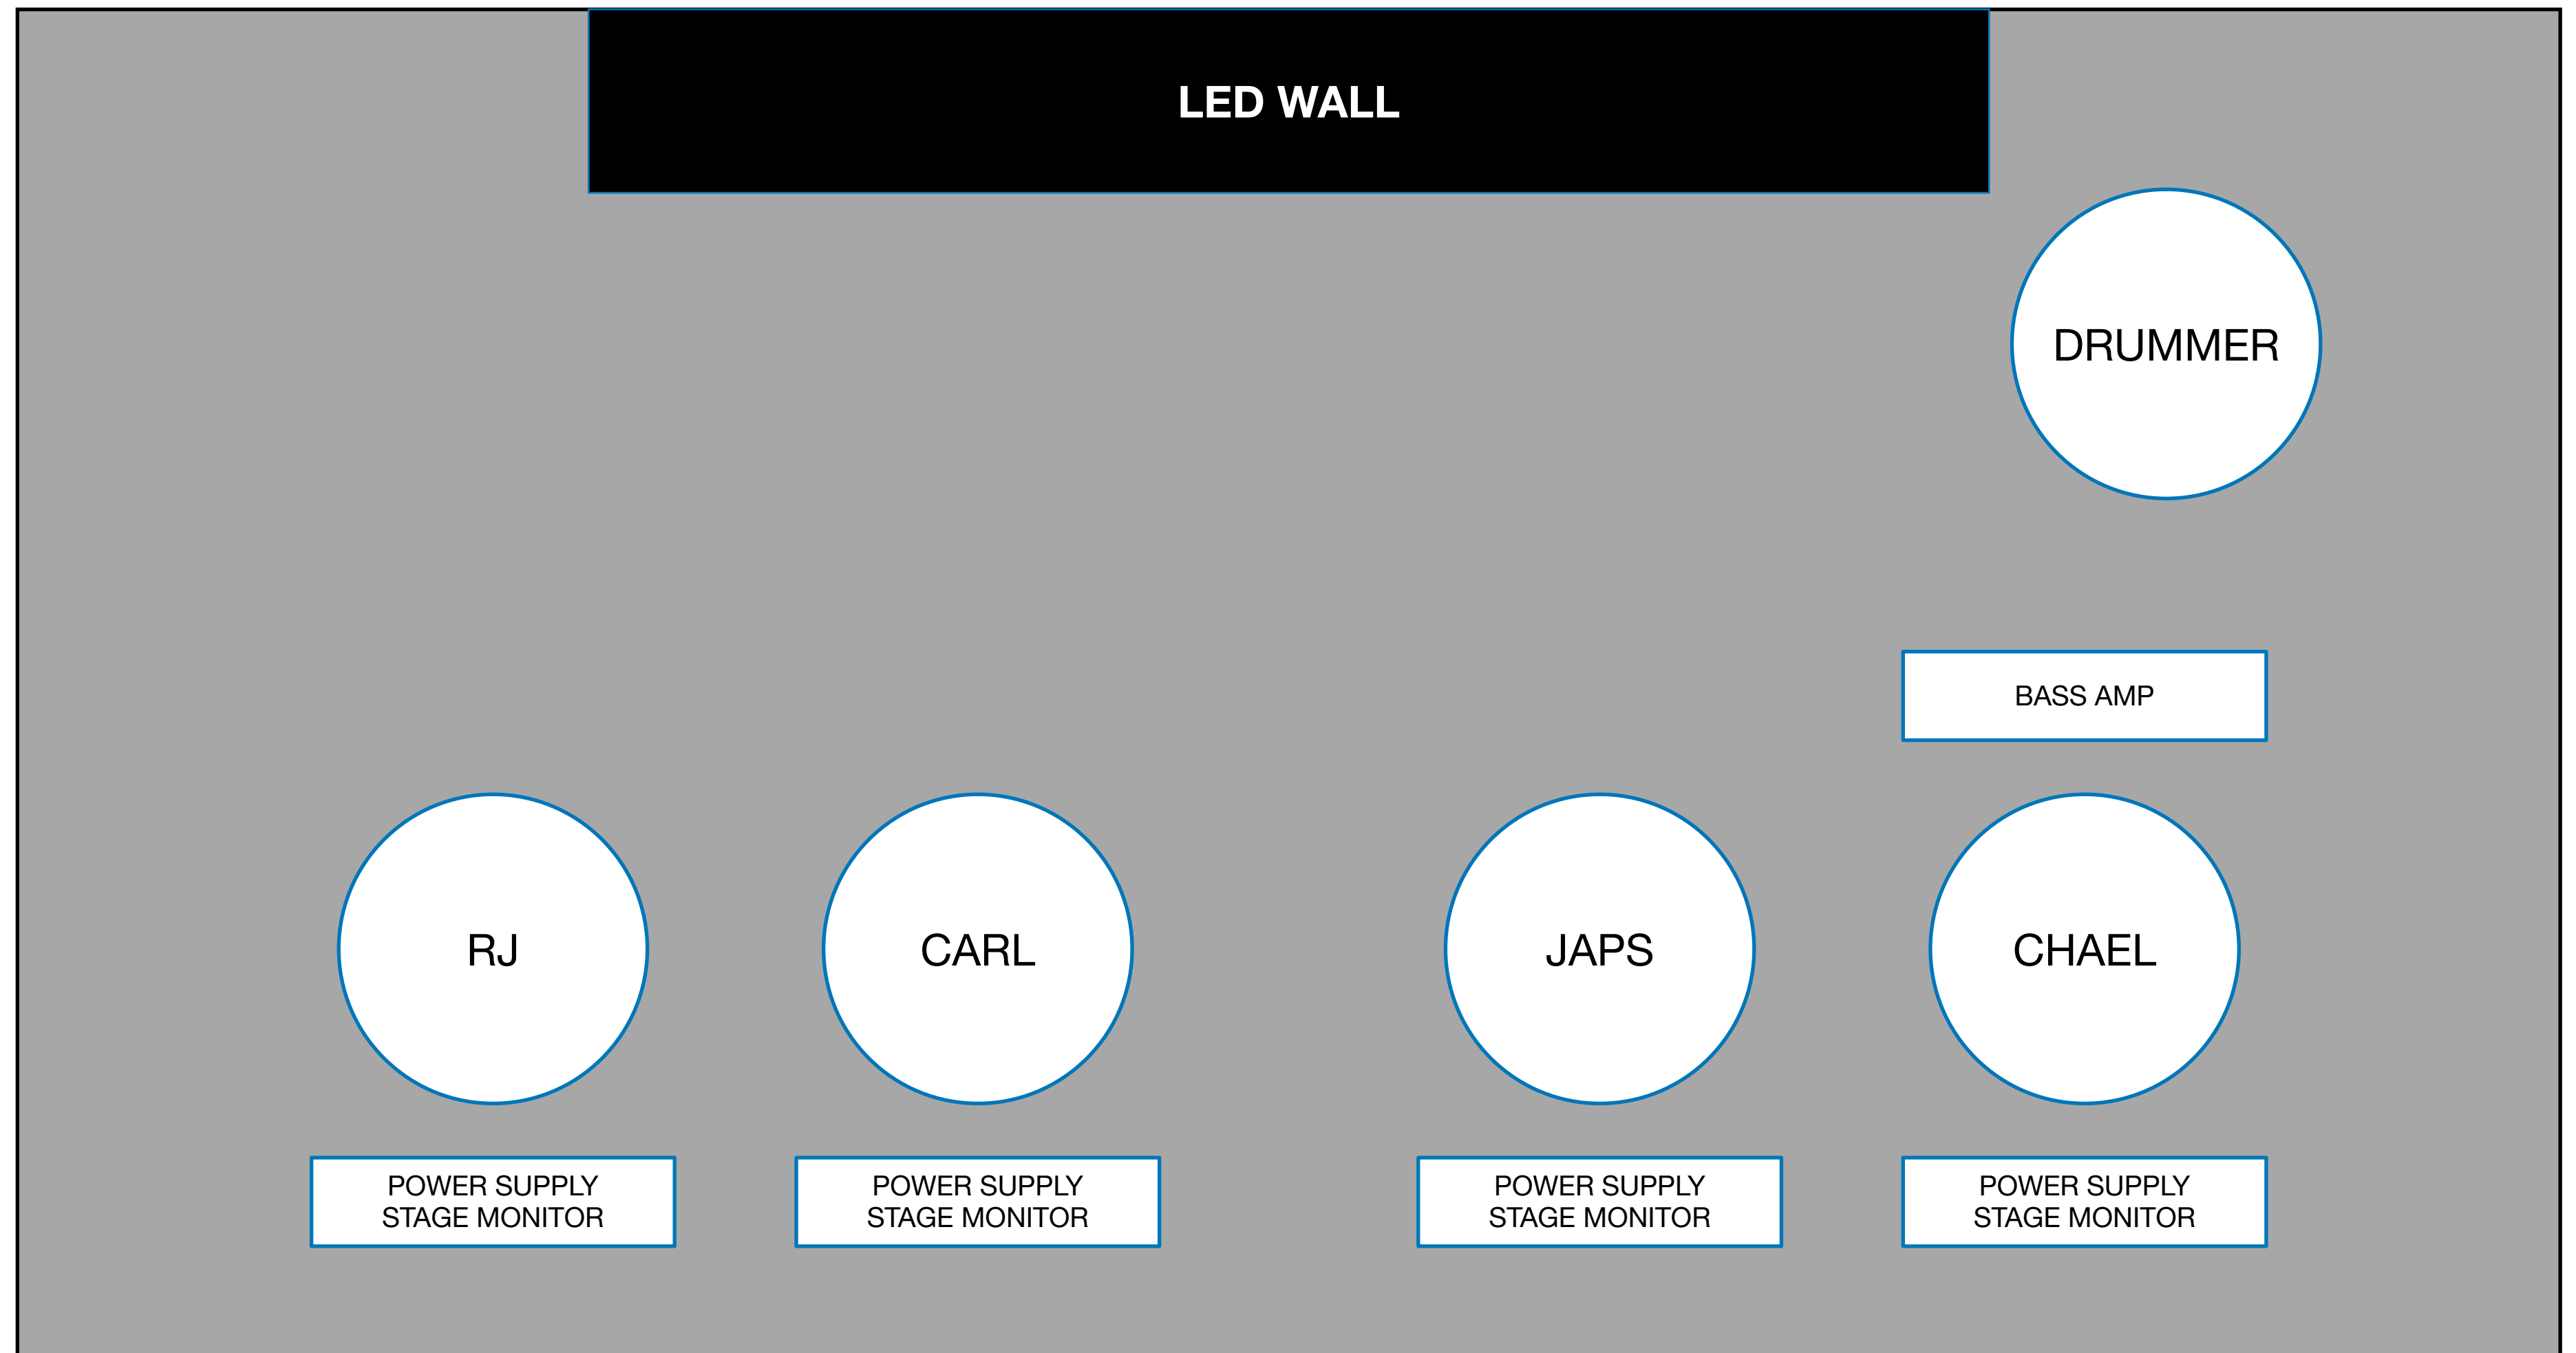 LED WALL
DRUMMER
BASS AMP
RJ
CARL
JAPS
CHAEL
POWER SUPPLY
STAGE MONITOR
POWER SUPPLY
STAGE MONITOR
POWER SUPPLY
STAGE MONITOR
POWER SUPPLY
STAGE MONITOR